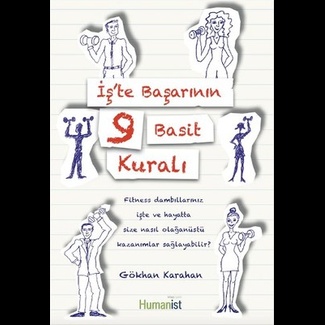 İş'te Başarının
9 Basit
Kuralı
Fitness dambıllarınız
işte ve hayatta
size nasıl olağanüstü
kazanımlar sağlayabilir?
Gökhan Karahan
Humanist